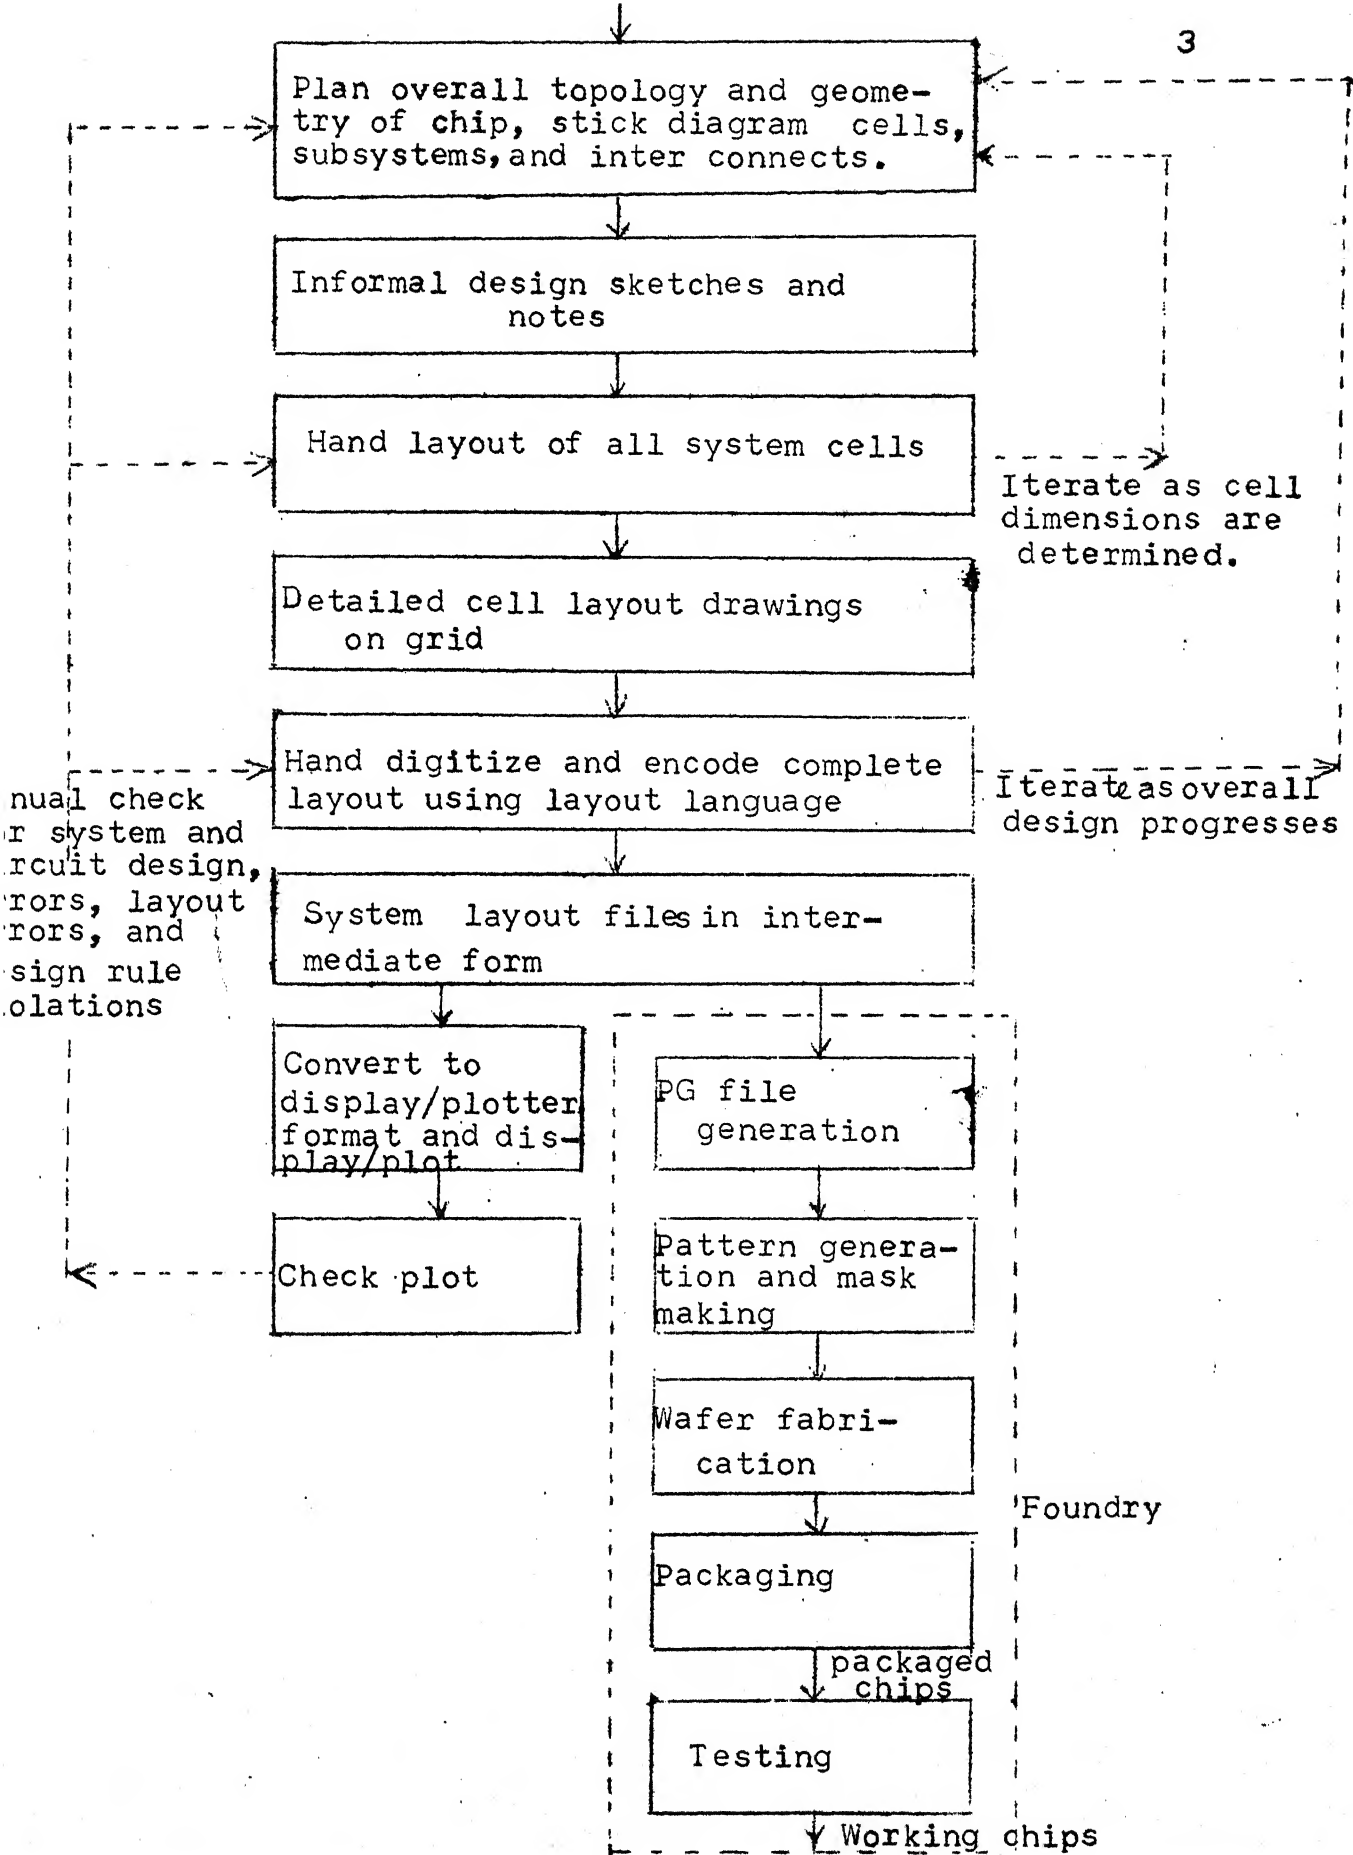 3
Plan overall topology and geome-
try of chip, stick diagram cells,
subsystems, and inter connects.
Informal design sketches and
notes
Hand layout of all system cells
Iterate as cell
dimensions are
determined.
Detailed cell layout drawings
on grid
Hand digitize and encode complete
layout using layout language
Iterate as overall
design progresses
nual check
r system and
rcuit design,
rrors, layout
rrors, and
sign rule
olations
System layout files in inter-
mediate form
Convert to
display/plotter
format and dis-
play/plot
Check plot
PG file
generation
Pattern genera-
tion and mask
making
Wafer fabri-
cation
Foundry
Packaging
packaged
chips
Testing
Working chips